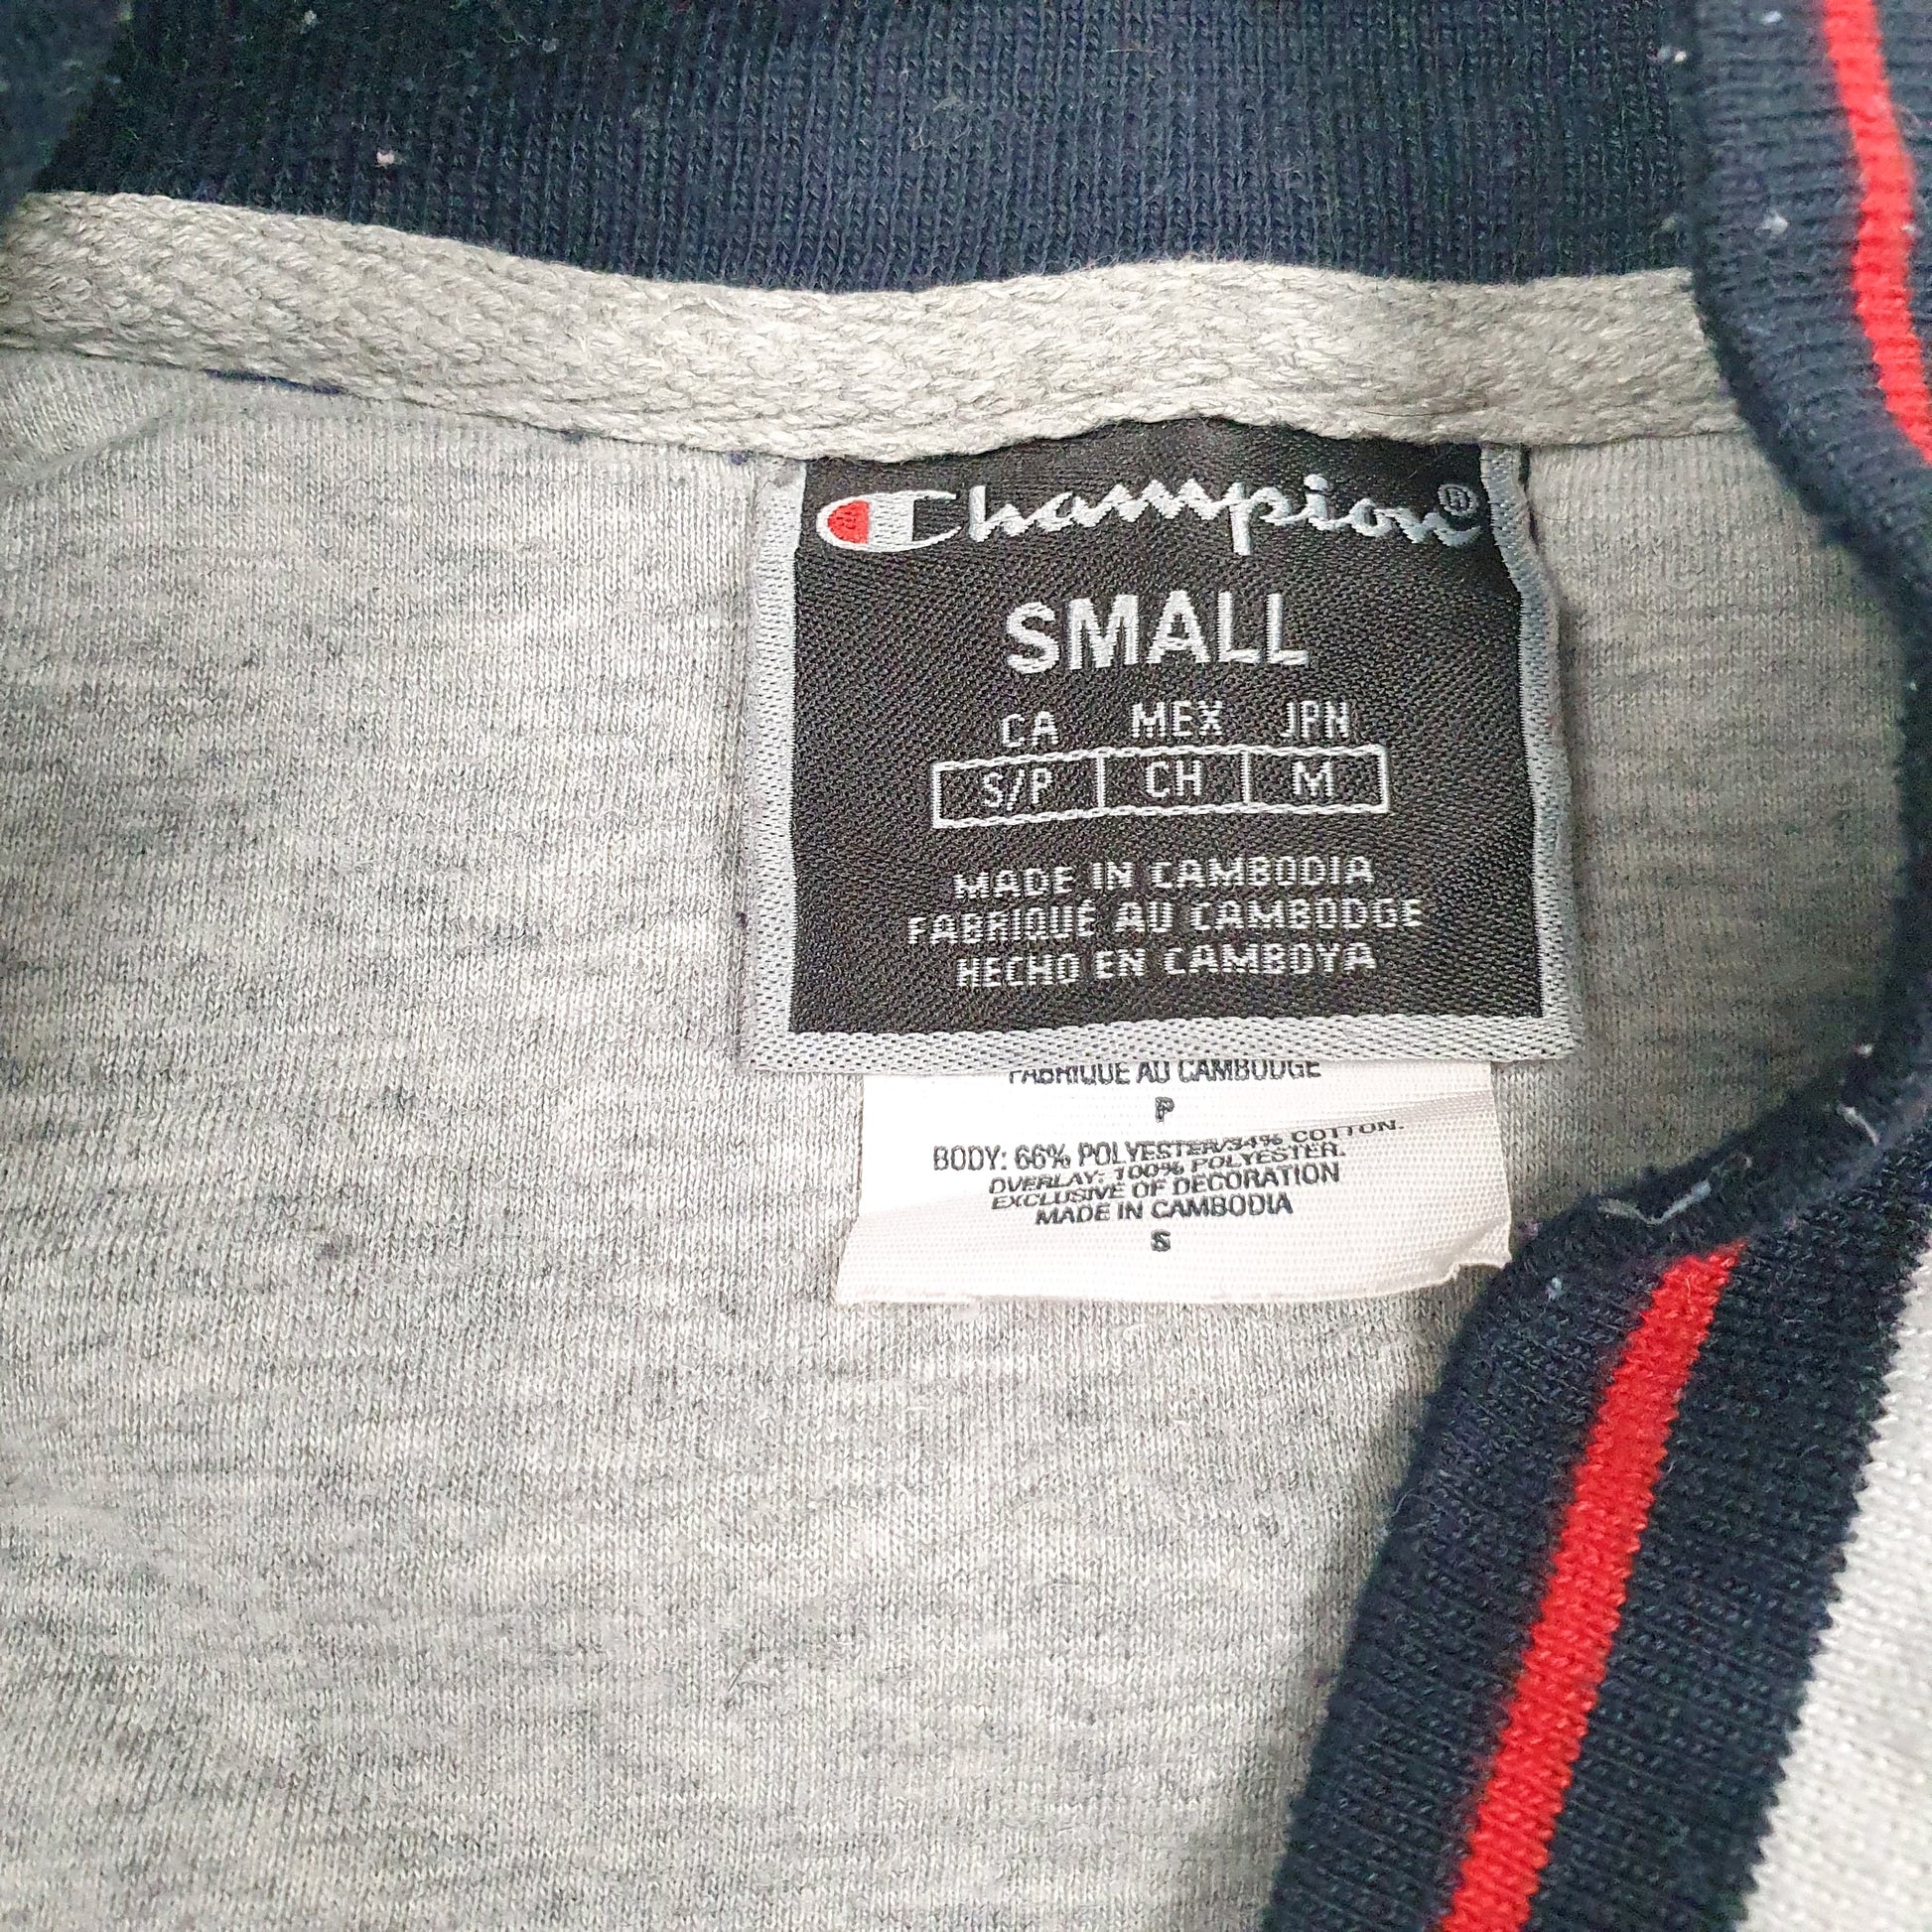 Champion®
SMALL
CA MEX JPN
S/P CH M
MADE IN CAMBODIA
FABRIQUÉ AU CAMBODGE
HECHO EN CAMBOYA
FABRIQUÉ AU CAMBODGE
P
BODY: 66% POLYESTER/34% COTTON.
OVERLAY: 100% POLYESTER.
EXCLUSIVE OF DECORATION
MADE IN CAMBODIA
S